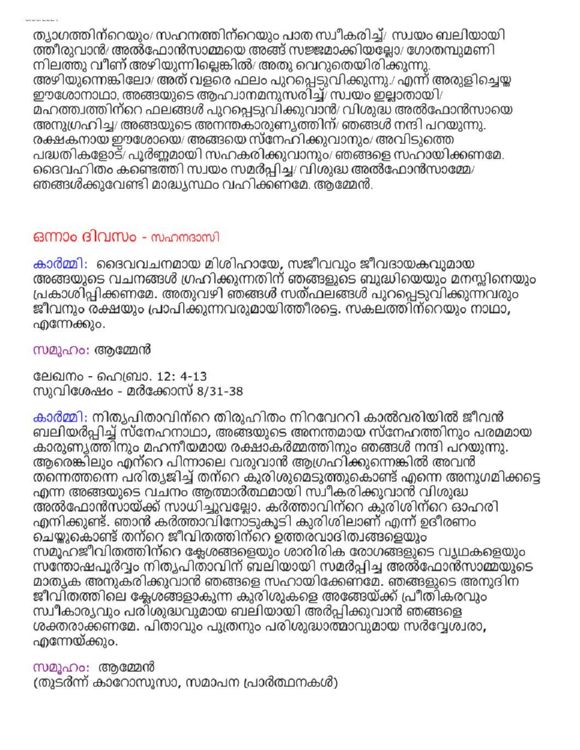 ത്യാഗത്തിന്റെയും/ സഹനത്തിന്റെയും പാത സ്വീകരിച്ച്/ സ്വയം ബലിയായി
ത്തീരുവാൻ/ അൽഫോൻസാമ്മയെ അങ്ങ് സജ്ജമാക്കിയല്ലോ/ ഗോതമ്പുമണി
നിലത്തു വീണ് അഴിയുന്നില്ലെങ്കിൽ/ അതു വെറുതെയിരിക്കുന്നു.
അഴിയുന്നെങ്കിലോ/ അത് വളരെ ഫലം പുറപ്പെടുവിക്കുന്നു./ എന്ന് അരുളിച്ചെയ്ത
ഈശോനാഥാ, അങ്ങയുടെ ആഹ്വാനമനുസരിച്ച്/ സ്വയം ഇല്ലാതായി/
മഹത്ത്വത്തിന്റെ ഫലങ്ങൾ പുറപ്പെടുവിക്കുവാൻ/ വിശുദ്ധ അൽഫോൻസായെ
അനുഗ്രഹിച്ച/ അങ്ങയുടെ അനന്തകാരുണ്യത്തിന്/ ഞങ്ങൾ നന്ദി പറയുന്നു.
രക്ഷകനായ ഈശോയെ/ അങ്ങയെ സ്നേഹിക്കുവാനും/ അവിടുത്തെ
പദ്ധതികളോട്/ പൂർണ്ണമായി സഹകരിക്കുവാനും/ ഞങ്ങളെ സഹായിക്കണമേ.
ദൈവഹിതം കണ്ടെത്തി സ്വയം സമർപ്പിച്ച/ വിശുദ്ധ അൽഫോൻസാമ്മേ/
ഞങ്ങൾക്കുവേണ്ടി മാദ്ധ്യസ്ഥം വഹിക്കണമേ. ആമ്മേൻ.
ഒന്നാം ദിവസം - സഹനദാസി
കാർമ്മി: ദൈവവചനമായ മിശിഹായേ, സജീവവും ജീവദായകവുമായ
അങ്ങയുടെ വചനങ്ങൾ ഗ്രഹിക്കുന്നതിന് ഞങ്ങളുടെ ബുദ്ധിയെയും മനസ്സിനെയും
പ്രകാശിപ്പിക്കണമേ. അതുവഴി ഞങ്ങൾ സത്ഫലങ്ങൾ പുറപ്പെടുവിക്കുന്നവരും
ജീവനും രക്ഷയും പ്രാപിക്കുന്നവരുമായിത്തീരട്ടെ. സകലത്തിന്റെയും നാഥാ,
എന്നേക്കും.
സമൂഹം: ആമ്മേൻ
ലേഖനം - ഹെബ്രാ. 12: 4-13
സുവിശേഷം - മർക്കോസ് 8/31-38
കാർമ്മി: നിത്യപിതാവിന്റെ തിരുഹിതം നിറവേററി കാൽവരിയിൽ ജീവൻ
ബലിയർപ്പിച്ച് സ്നേഹനാഥാ, അങ്ങയുടെ അനന്തമായ സ്നേഹത്തിനും പരമമായ
കാരുണ്യത്തിനും മഹനീയമായ രക്ഷാകർമ്മത്തിനും ഞങ്ങൾ നന്ദി പറയുന്നു.
ആരെങ്കിലും എന്റെ പിന്നാലെ വരുവാൻ ആഗ്രഹിക്കുന്നെങ്കിൽ അവൻ
തന്നെത്തന്നെ പരിത്യജിച്ച് തന്റെ കുരിശുമെടുത്തുകൊണ്ട് എന്നെ അനുഗമിക്കട്ടെ
എന്ന അങ്ങയുടെ വചനം ആത്മാർത്ഥമായി സ്വീകരിക്കുവാൻ വിശുദ്ധ
അൽഫോൻസായ്ക്ക് സാധിച്ചുവല്ലോ. കർത്താവിന്റെ കുരിശിന്റെ ഓഹരി
എനിക്കുണ്ട്. ഞാൻ കർത്താവിനോടുകൂടി കുരിശിലാണ് എന്ന് ഉദീരണം
ചെയ്തുകൊണ്ട് തന്റെ ജീവിതത്തിന്റെ ഉത്തരവാദിത്വങ്ങളെയും
സമൂഹജീവിതത്തിന്റെ ക്ലേശങ്ങളെയും ശാരിരിക രോഗങ്ങളുടെ വ്യഥകളെയും
സന്തോഷപൂർവ്വം നിത്യപിതാവിന് ബലിയായി സമർപ്പിച്ച അൽഫോൻസാമ്മയുടെ
മാതൃക അനുകരിക്കുവാൻ ഞങ്ങളെ സഹായിക്കേണമേ. ഞങ്ങളുടെ അനുദിന
ജീവിതത്തിലെ ക്ലേശങ്ങളാകുന്ന കുരിശുകളെ അങ്ങേയ്ക്ക് പ്രീതികരവും
സ്വീകാര്യവും പരിശുദ്ധവുമായ ബലിയായി അർപ്പിക്കുവാൻ ഞങ്ങളെ
ശക്തരാക്കണമേ. പിതാവും പുത്രനും പരിശുദ്ധാത്മാവുമായ സർവ്വേശ്വരാ,
എന്നേയ്ക്കും.
സമൂഹം: ആമ്മേൻ
(തുടർന്ന് കാറോസൂസാ, സമാപന പ്രാർത്ഥനകൾ)